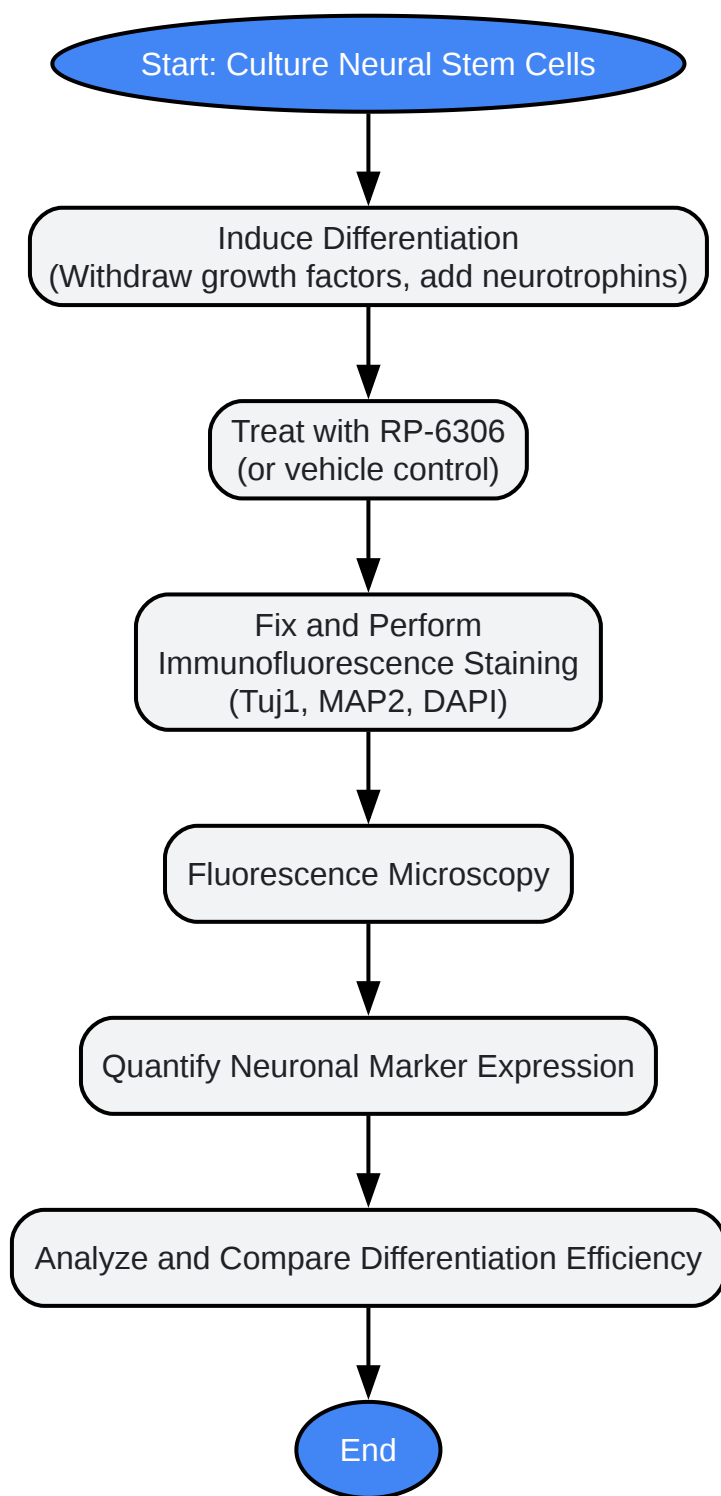 Start: Culture Neural Stem Cells
Induce Differentiation
(Withdraw growth factors, add neurotrophins)
Treat with RP-6306
(or vehicle control)
Fix and Perform
Immunofluorescence Staining
(Tuj1, MAP2, DAPI)
Fluorescence Microscopy
Quantify Neuronal Marker Expression
Analyze and Compare Differentiation Efficiency
End